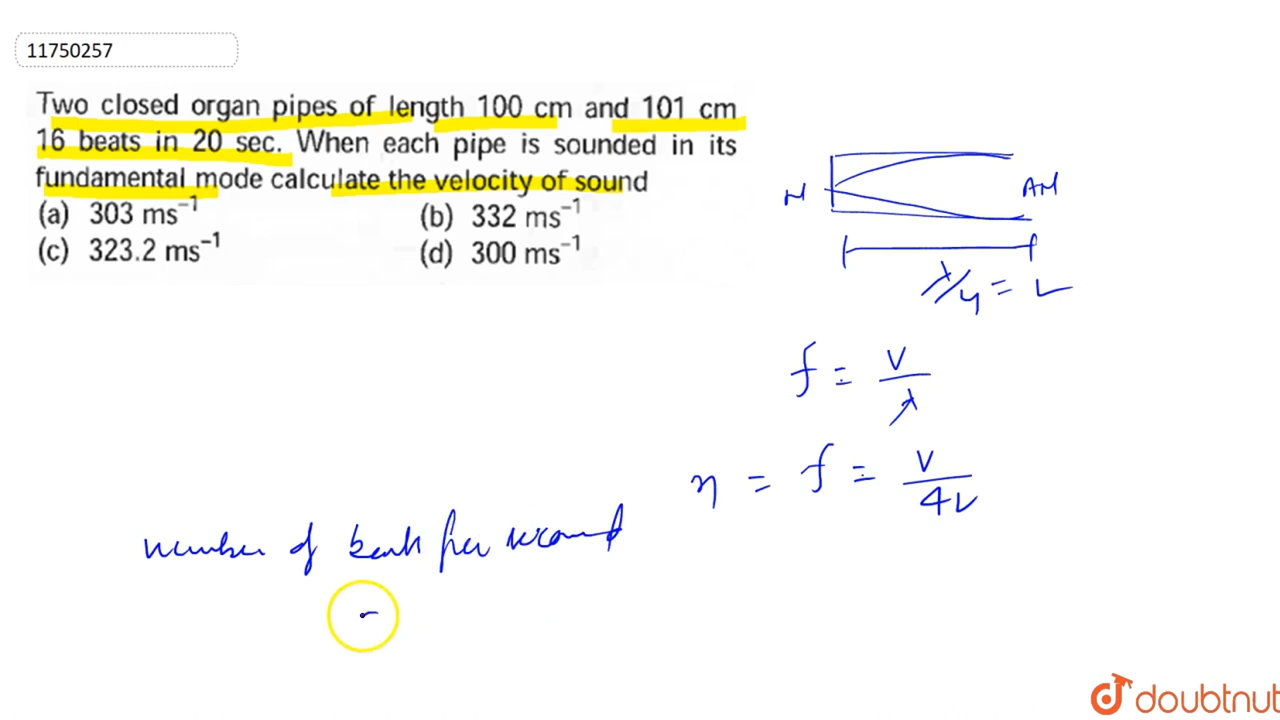 11750257
Two closed organ pipes of length 100 cm and 101 cm
16 beats in 20 sec. When each pipe is sounded in its
fundamental mode calculate the velocity of sound
(a) 303 ms⁻¹ (b) 332 ms⁻¹
(c) 323.2 ms⁻¹ (d) 300 ms⁻¹
N AN
λ/4 = L
f = v/λ
n = f = v/4L
number of beats per second
doubtnut